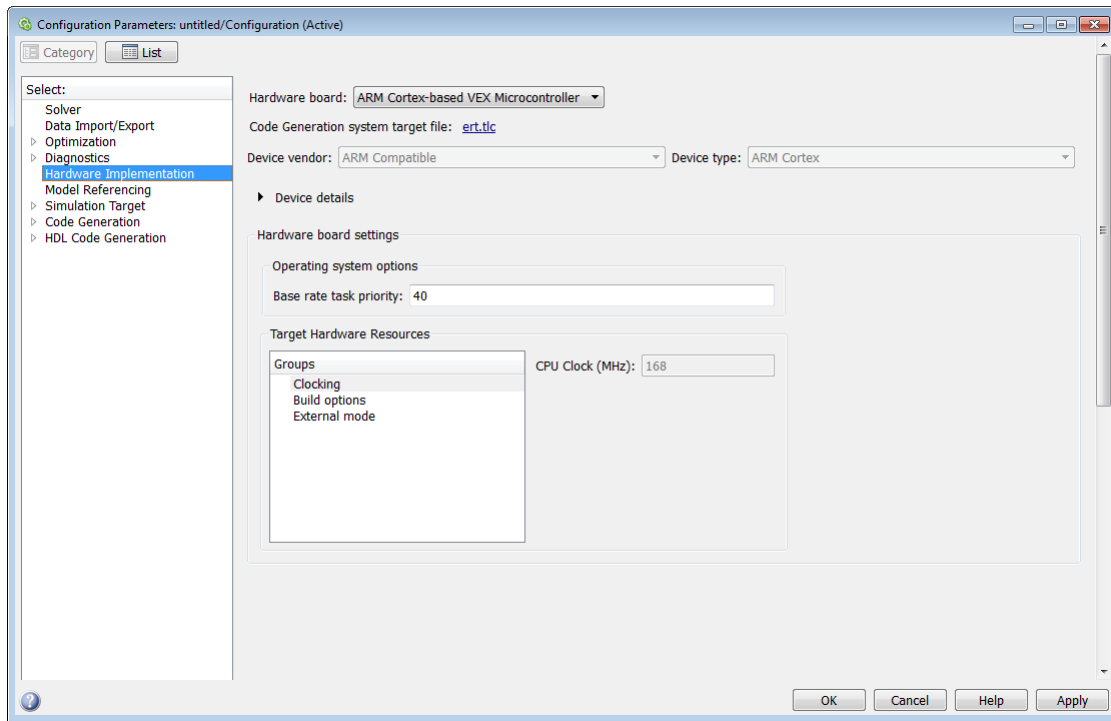 Configuration Parameters: untitled/Configuration (Active)
Category List
Select:
Solver
Data Import/Export
Optimization
Diagnostics
Hardware Implementation
Model Referencing
Simulation Target
Code Generation
HDL Code Generation
Hardware board: ARM Cortex-based VEX Microcontroller
Code Generation system target file: ert.tlc
Device vendor: ARM Compatible Device type: ARM Cortex
Device details
Hardware board settings
Operating system options
Base rate task priority: 40
Target Hardware Resources
Groups
Clocking
Build options
External mode
CPU Clock (MHz): 168
OK Cancel Help Apply